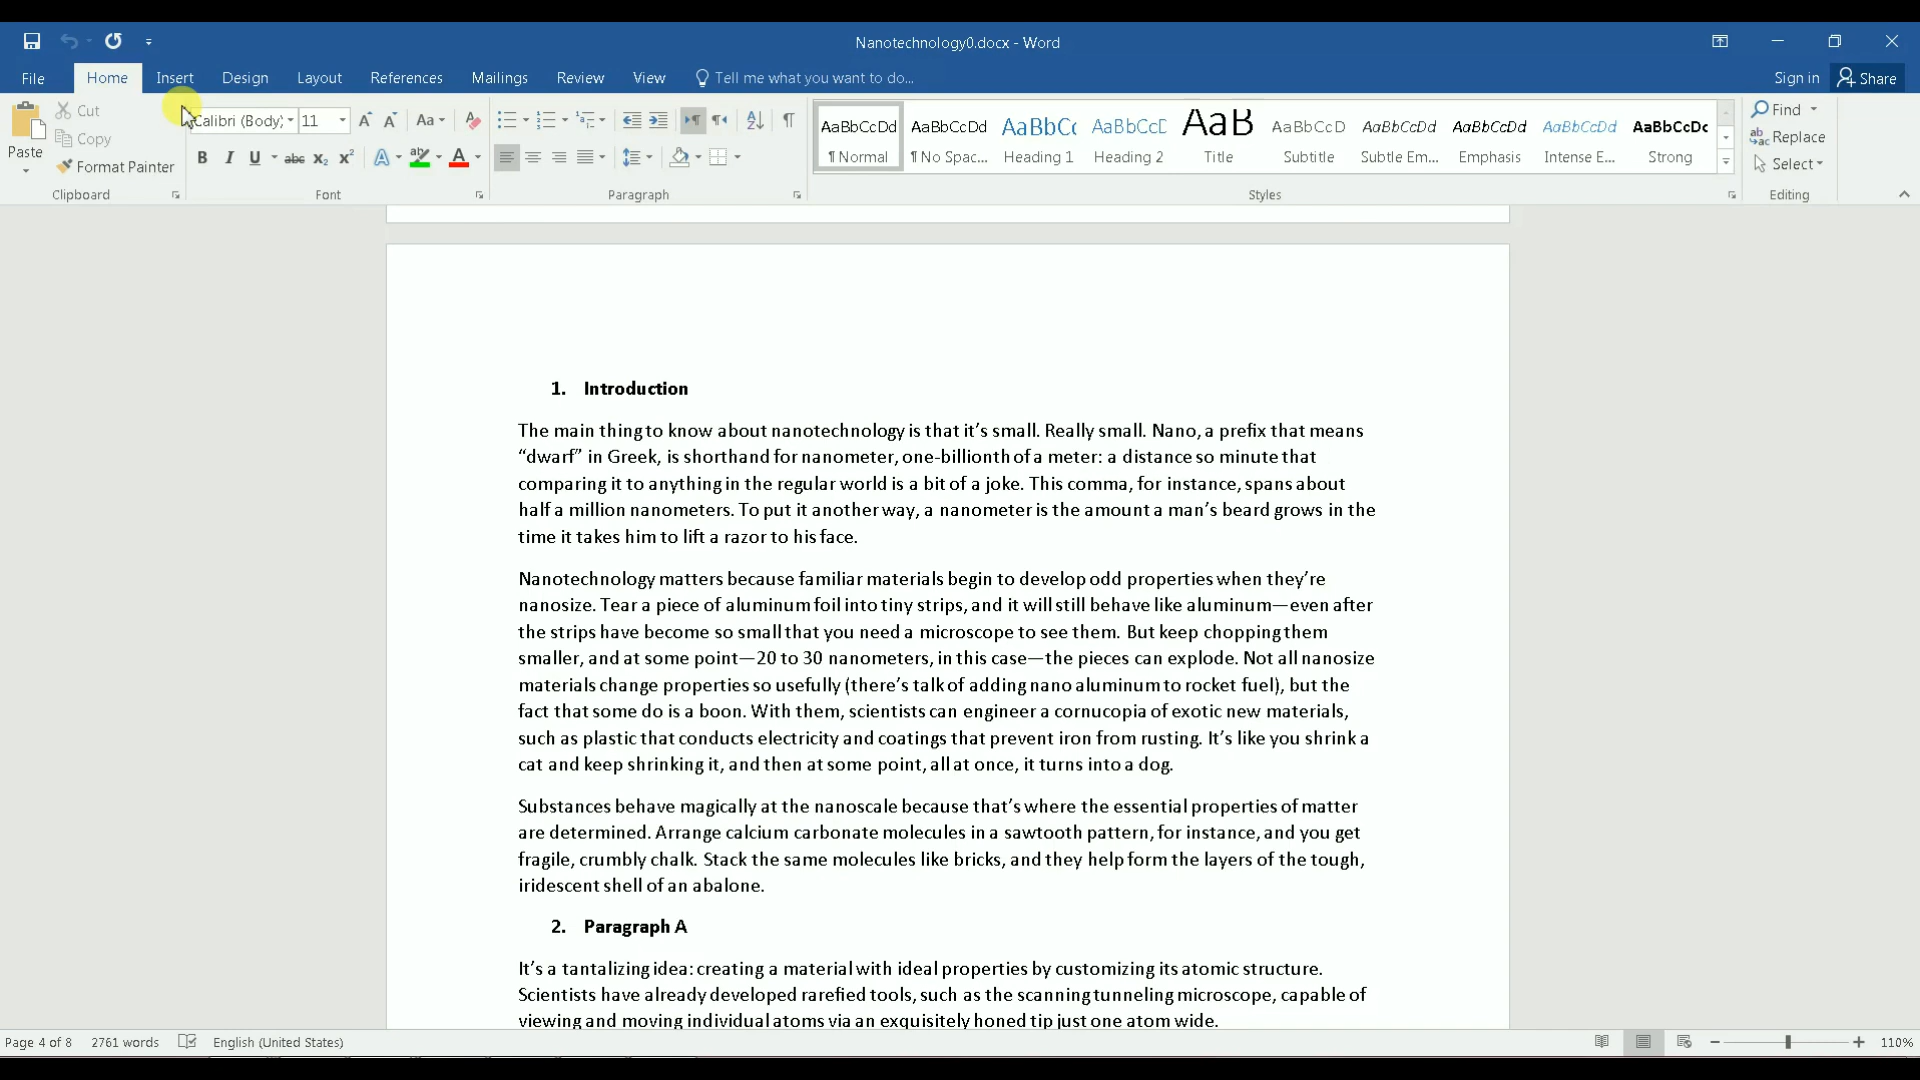 Nanotechnology0.docx - Word
File Home Insert Design Layout References Mailings Review View Tell me what you want to do... Sign in Share
Paste
Cut
Copy
Format Painter
Clipboard
Calibri (Body) 11
Aa
B I U abc X₂ X² A aby A
Font
Paragraph
AaBbCcDd AaBbCcDd AaBbCc AaBbCcD AaB AaBbCcD AaBbCcDd AaBbCcDd AaBbCcDd AaBbCcDc
¶ Normal ¶ No Spac... Heading 1 Heading 2 Title Subtitle Subtle Em... Emphasis Intense E... Strong
Styles
Find
Replace
Select
Editing
1. Introduction
The main thing to know about nanotechnology is that it’s small. Really small. Nano, a prefix that means
“dwarf” in Greek, is shorthand for nanometer, one-billionth of a meter: a distance so minute that
comparing it to anything in the regular world is a bit of a joke. This comma, for instance, spans about
half a million nanometers. To put it another way, a nanometer is the amount a man’s beard grows in the
time it takes him to lift a razor to his face.
Nanotechnology matters because familiar materials begin to develop odd properties when they’re
nanosize. Tear a piece of aluminum foil into tiny strips, and it will still behave like aluminum—even after
the strips have become so small that you need a microscope to see them. But keep chopping them
smaller, and at some point—20 to 30 nanometers, in this case—the pieces can explode. Not all nanosize
materials change properties so usefully (there’s talk of adding nano aluminum to rocket fuel), but the
fact that some do is a boon. With them, scientists can engineer a cornucopia of exotic new materials,
such as plastic that conducts electricity and coatings that prevent iron from rusting. It’s like you shrink a
cat and keep shrinking it, and then at some point, all at once, it turns into a dog.
Substances behave magically at the nanoscale because that’s where the essential properties of matter
are determined. Arrange calcium carbonate molecules in a sawtooth pattern, for instance, and you get
fragile, crumbly chalk. Stack the same molecules like bricks, and they help form the layers of the tough,
iridescent shell of an abalone.
2. Paragraph A
It’s a tantalizing idea: creating a material with ideal properties by customizing its atomic structure.
Scientists have already developed rarefied tools, such as the scanning tunneling microscope, capable of
viewing and moving individual atoms via an exquisitely honed tip just one atom wide.
Page 4 of 8 2761 words English (United States) 110%